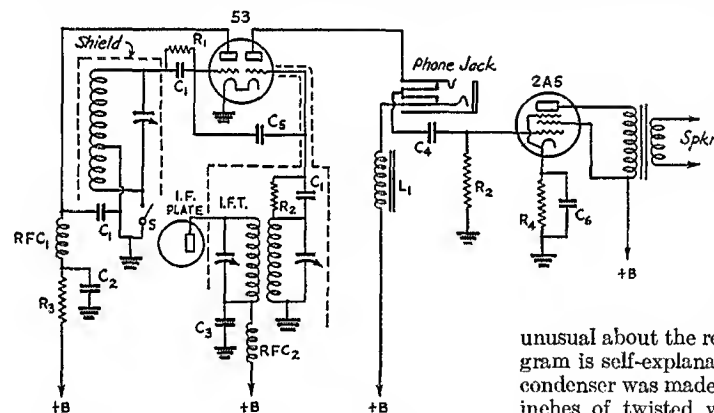 53
Shield
R1
C1
Phone Jack
2A5
C5
C4
Spkr
C1
I.F.
PLATE
I.F.T.
R2
C1
L1
R2
R4
C6
RFC1
C1
S
C2
R3
C3
RFC2
+B
+B
+B
+B
unusual about the re
gram is self-explana
condenser was made
inches of twisted w